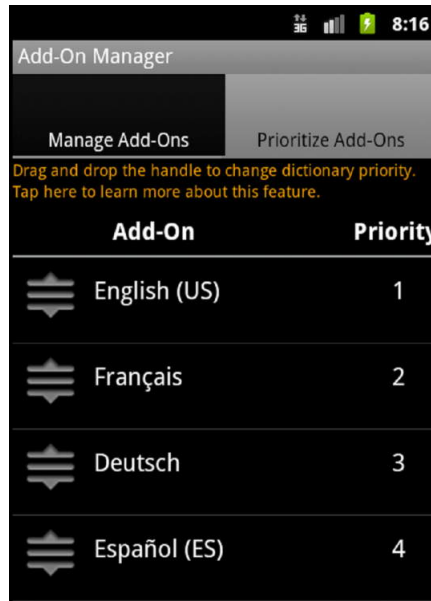 3G 8:16
Add-On Manager
Manage Add-Ons Prioritize Add-Ons
Drag and drop the handle to change dictionary priority.
Tap here to learn more about this feature.
Add-On Priority
English (US) 1
Français 2
Deutsch 3
Español (ES) 4